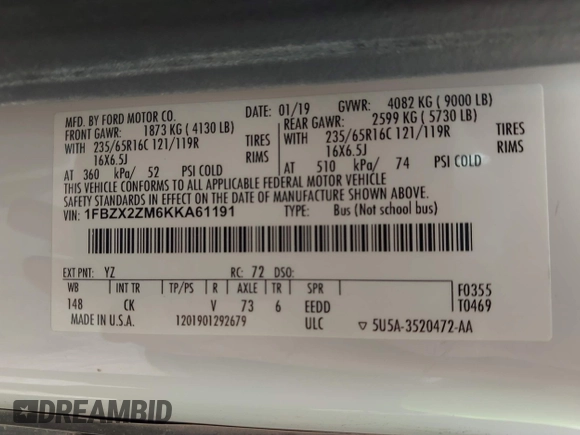 MFD. BY FORD MOTOR CO.
DATE: 01/19 GVWR: 4082 KG ( 9000 LB)
FRONT GAWR: 1873 KG ( 4130 LB)
REAR GAWR: 2599 KG ( 5730 LB)
WITH 235/65R16C 121/119R TIRES
WITH 235/65R16C 121/119R TIRES
16X6.5J RIMS
16X6.5J RIMS
AT 360 kPa/ 52 PSI COLD
AT 510 kPa/ 74 PSI COLD
THIS VEHICLE CONFORMS TO ALL APPLICABLE FEDERAL MOTOR VEHICLE
SAFETY STANDARDS IN EFFECT ON THE DATE OF MANUFACTURE SHOWN ABOVE.
VIN: 1FBZX2ZM6KKA61191 TYPE: Bus (Not school bus)
EXT PNT: YZ RC: 72 DSO:
WB INT TR TP/PS R AXLE TR SPR
148 CK V 73 6 EEDD
F0355
T0469
MADE IN U.S.A. 1201901292679 ULC ▽ 5U5A-3520472-AA
DREAMBID